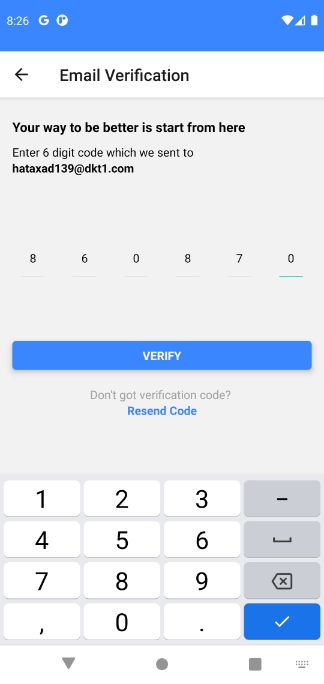 8:26 G
Email Verification
Your way to be better is start from here
Enter 6 digit code which we sent to
hataxad139@dkt1.com
8 6 0 8 7 0
VERIFY
Don't got verification code?
Resend Code
1 2 3 –
4 5 6
7 8 9
, 0 .